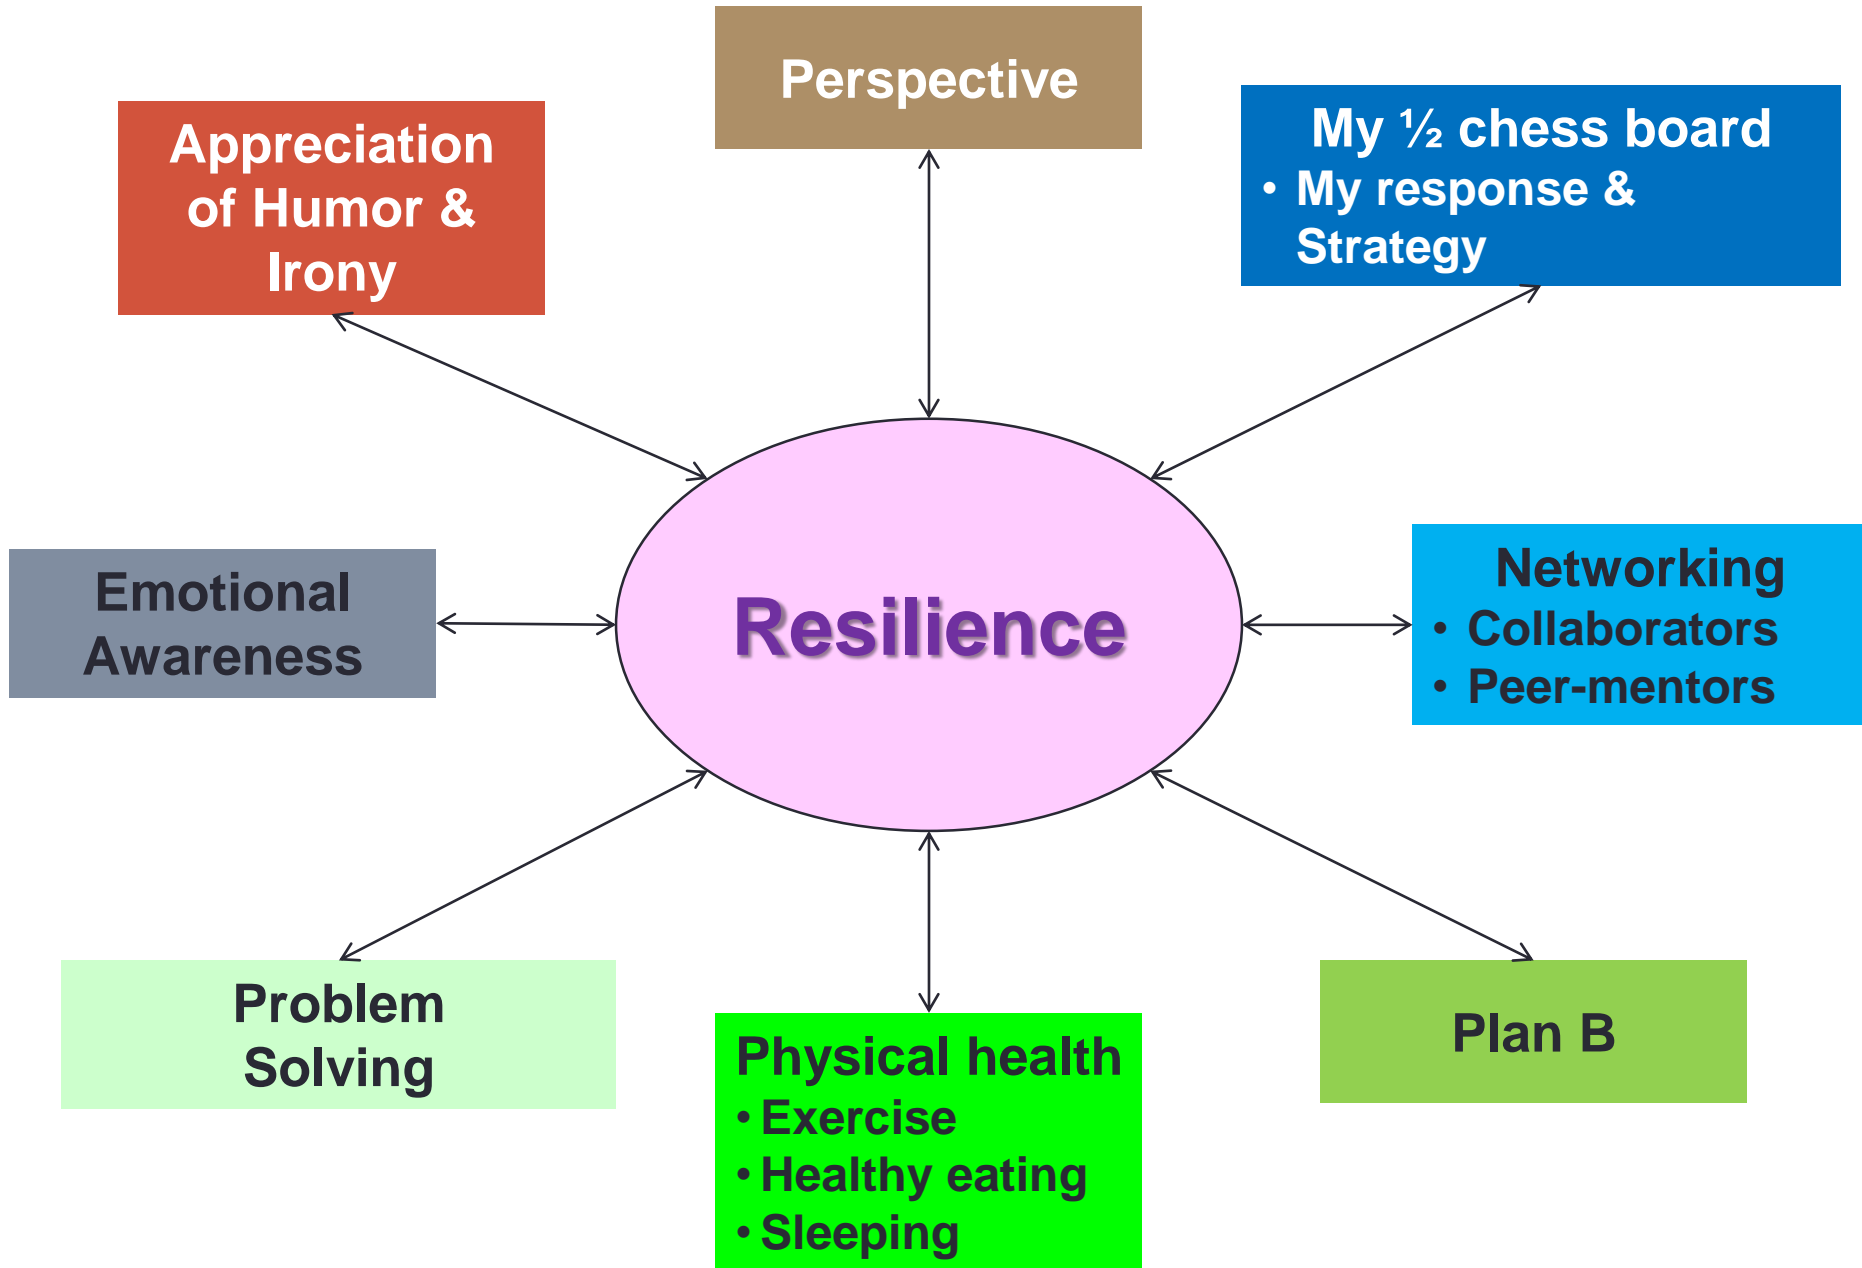 Perspective
Appreciation
of Humor &
Irony
My ½ chess board
• My response &
Strategy
Emotional
Awareness
Resilience
Networking
• Collaborators
• Peer-mentors
Problem
Solving
Physical health
• Exercise
• Healthy eating
• Sleeping
Plan B